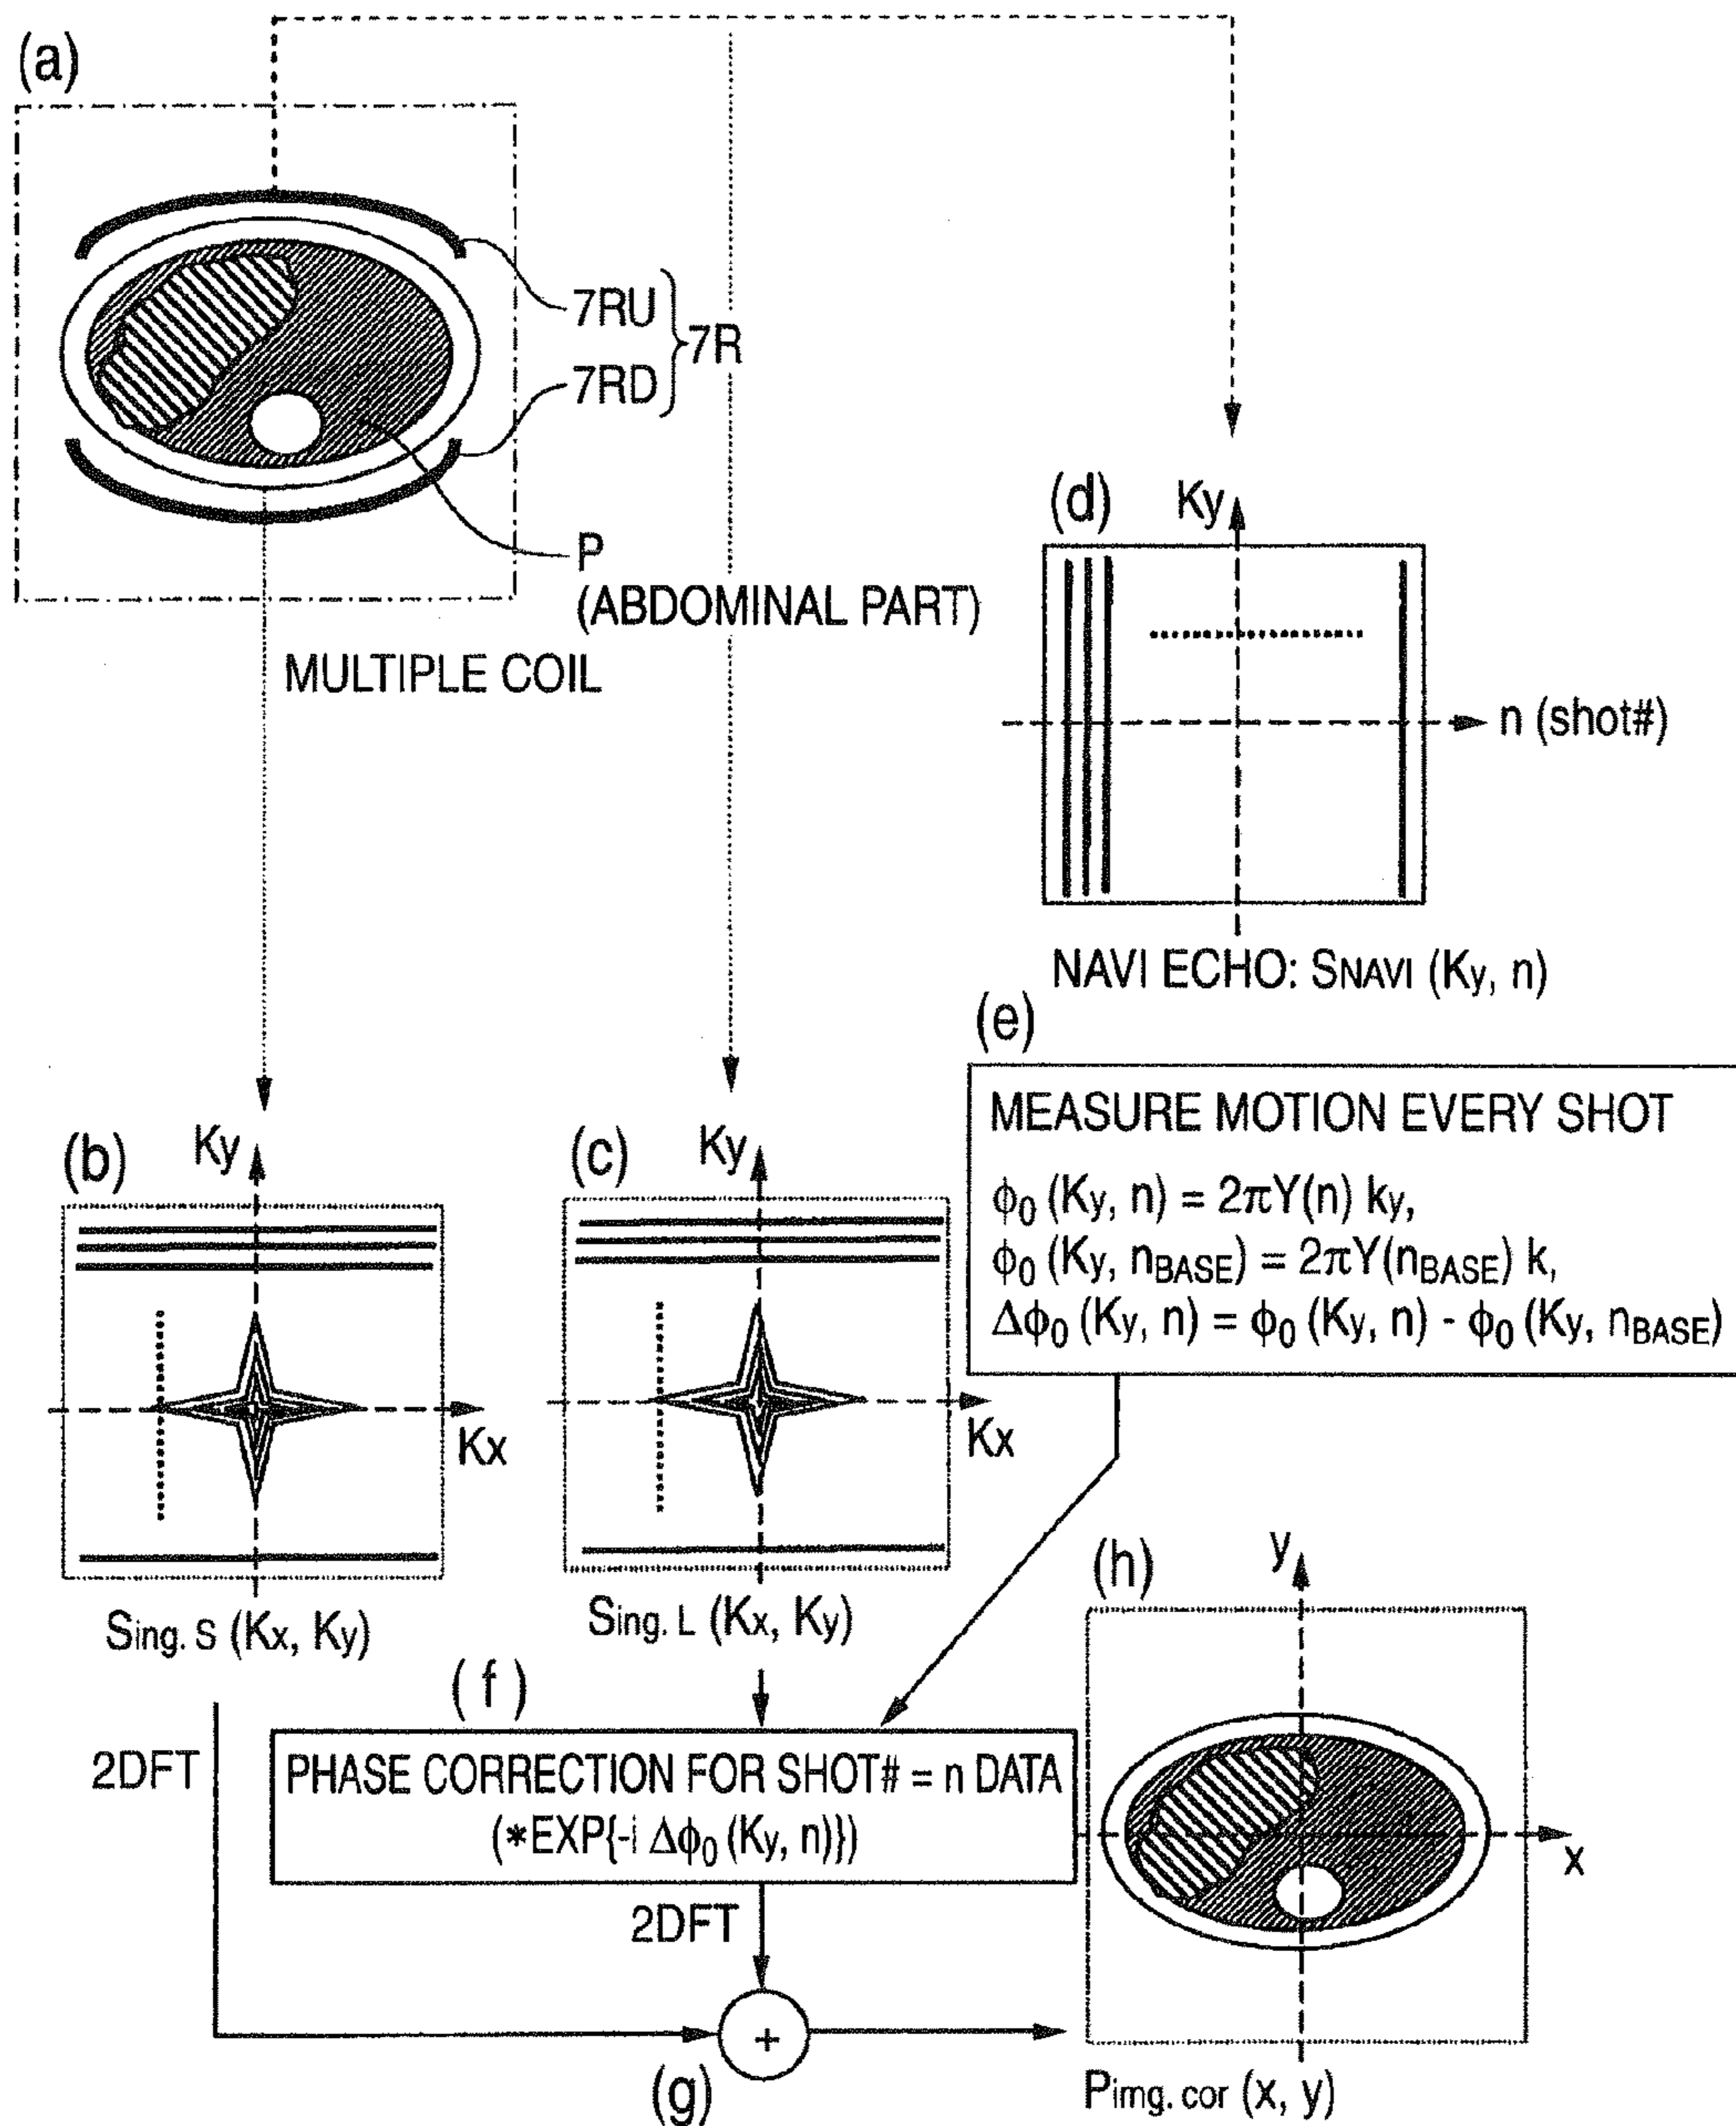 (a)
7RU
7R
7RD
P
(ABDOMINAL PART)
MULTIPLE COIL
(d)
Ky
n (shot#)
NAVI ECHO: SNAVI (Ky, n)
(e)
MEASURE MOTION EVERY SHOT
ϕ0 (Ky, n) = 2πY(n) ky,
ϕ0 (Ky, nBASE) = 2πY(nBASE) k,
Δϕ0 (Ky, n) = ϕ0 (Ky, n) - ϕ0 (Ky, nBASE)
(b)
Ky
Kx
Sing. S (Kx, Ky)
(c)
Ky
Kx
Sing. L (Kx, Ky)
(f)
2DFT
PHASE CORRECTION FOR SHOT# = n DATA
(*EXP{-i Δϕ0 (Ky, n)})
2DFT
+
(g)
(h)
y
x
Pimg. cor (x, y)